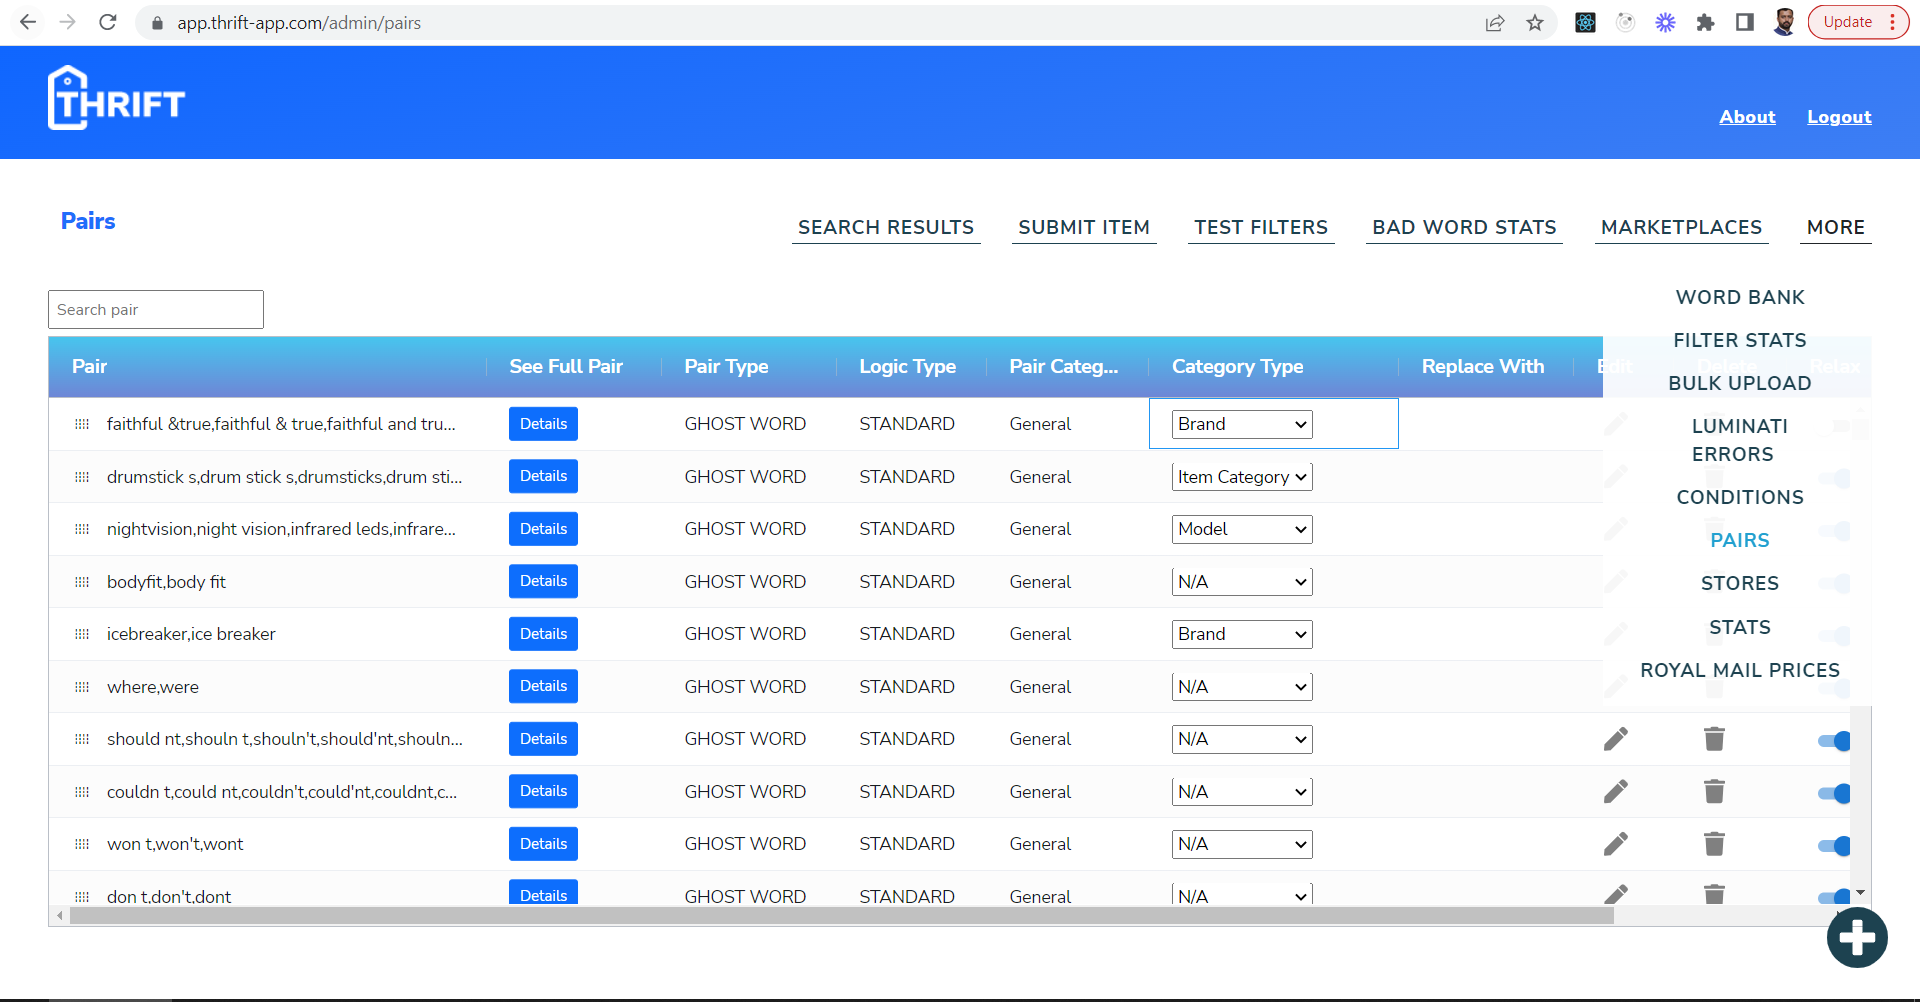 app.thrift-app.com/admin/pairs
Update
THRIFT
About Logout
Pairs
SEARCH RESULTS SUBMIT ITEM TEST FILTERS BAD WORD STATS MARKETPLACES MORE
WORD BANK
FILTER STATS
BULK UPLOAD
LUMINATI
ERRORS
CONDITIONS
PAIRS
STORES
STATS
ROYAL MAIL PRICES
Search pair
Pair See Full Pair Pair Type Logic Type Pair Categ... Category Type Replace With Edit Delete Relax
faithful &true,faithful & true,faithful and tru... Details GHOST WORD STANDARD General Brand
drumstick s,drum stick s,drumsticks,drum sti... Details GHOST WORD STANDARD General Item Category
nightvision,night vision,infrared leds,infrare... Details GHOST WORD STANDARD General Model
bodyfit,body fit Details GHOST WORD STANDARD General N/A
icebreaker,ice breaker Details GHOST WORD STANDARD General Brand
where,were Details GHOST WORD STANDARD General N/A
should nt,shouln t,shouln't,should'nt,shouln... Details GHOST WORD STANDARD General N/A
couldn t,could nt,couldn't,could'nt,couldnt,c... Details GHOST WORD STANDARD General N/A
won t,won't,wont Details GHOST WORD STANDARD General N/A
don t,don't,dont Details GHOST WORD STANDARD General N/A